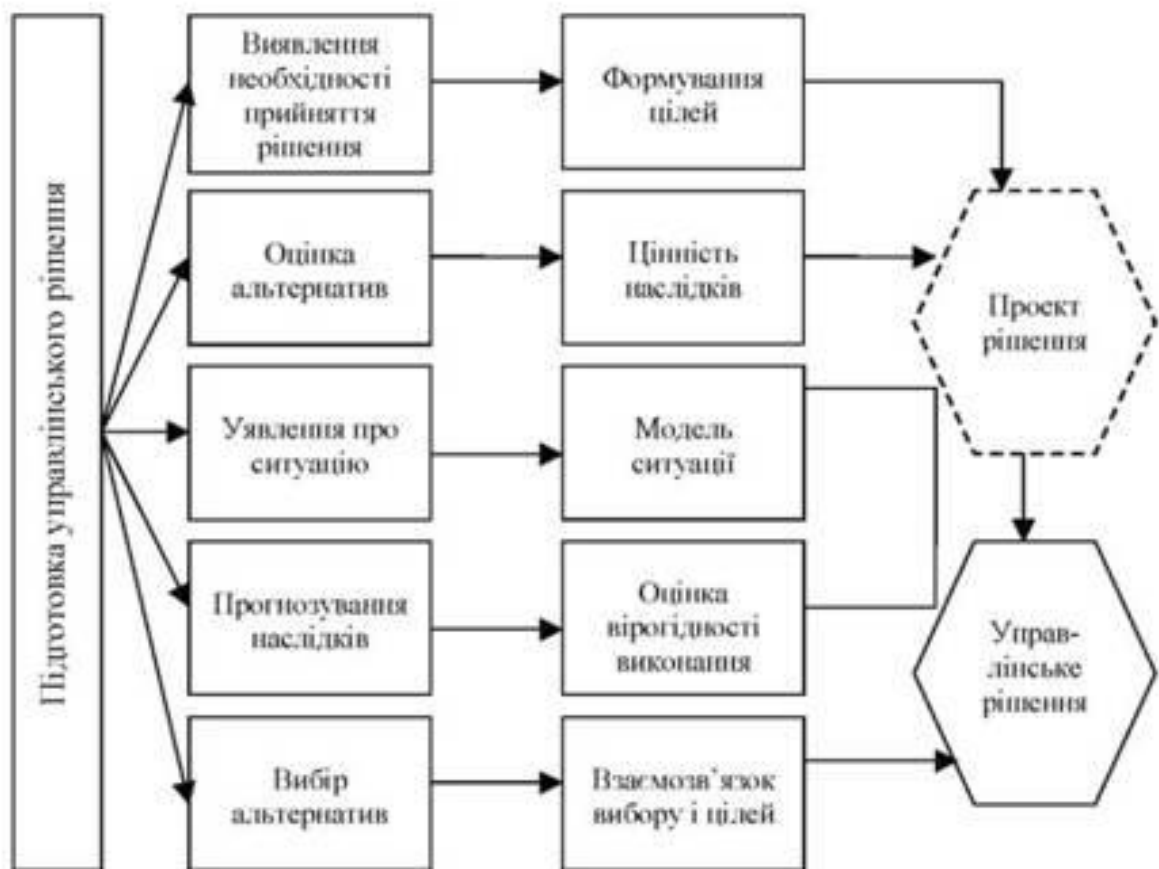 Підготовка управлінського рішення
Виявлення
необхідності
прийняття
рішення
Формування
цілей
Оцінка
альтернатив
Цінність
наслідків
Проект
рішення
Уявлення про
ситуацію
Модель
ситуації
Прогнозування
наслідків
Оцінка
вірогідності
виконання
Управ-
лінське
рішення
Вибір
альтернатив
Взаємозв’язок
вибору і цілей